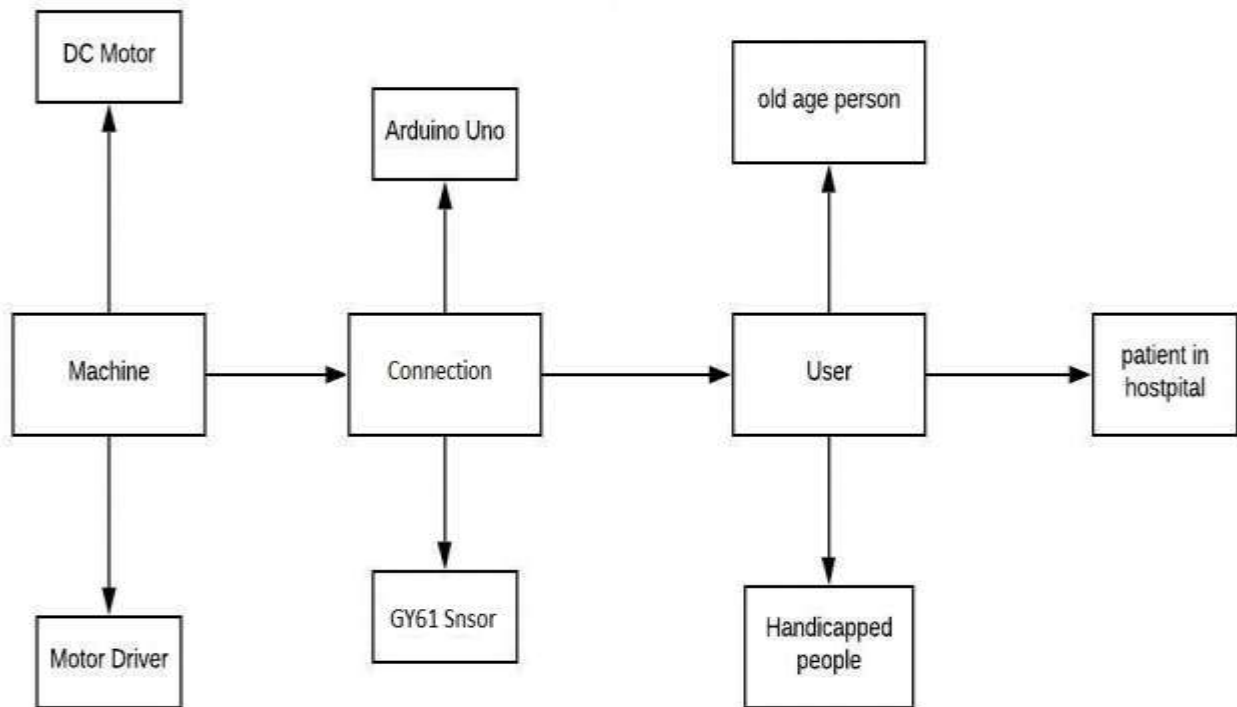 DC Motor
Arduino Uno
old age person
Machine
Connection
User
patient in
hostpital
GY61 Snsor
Motor Driver
Handicapped
people